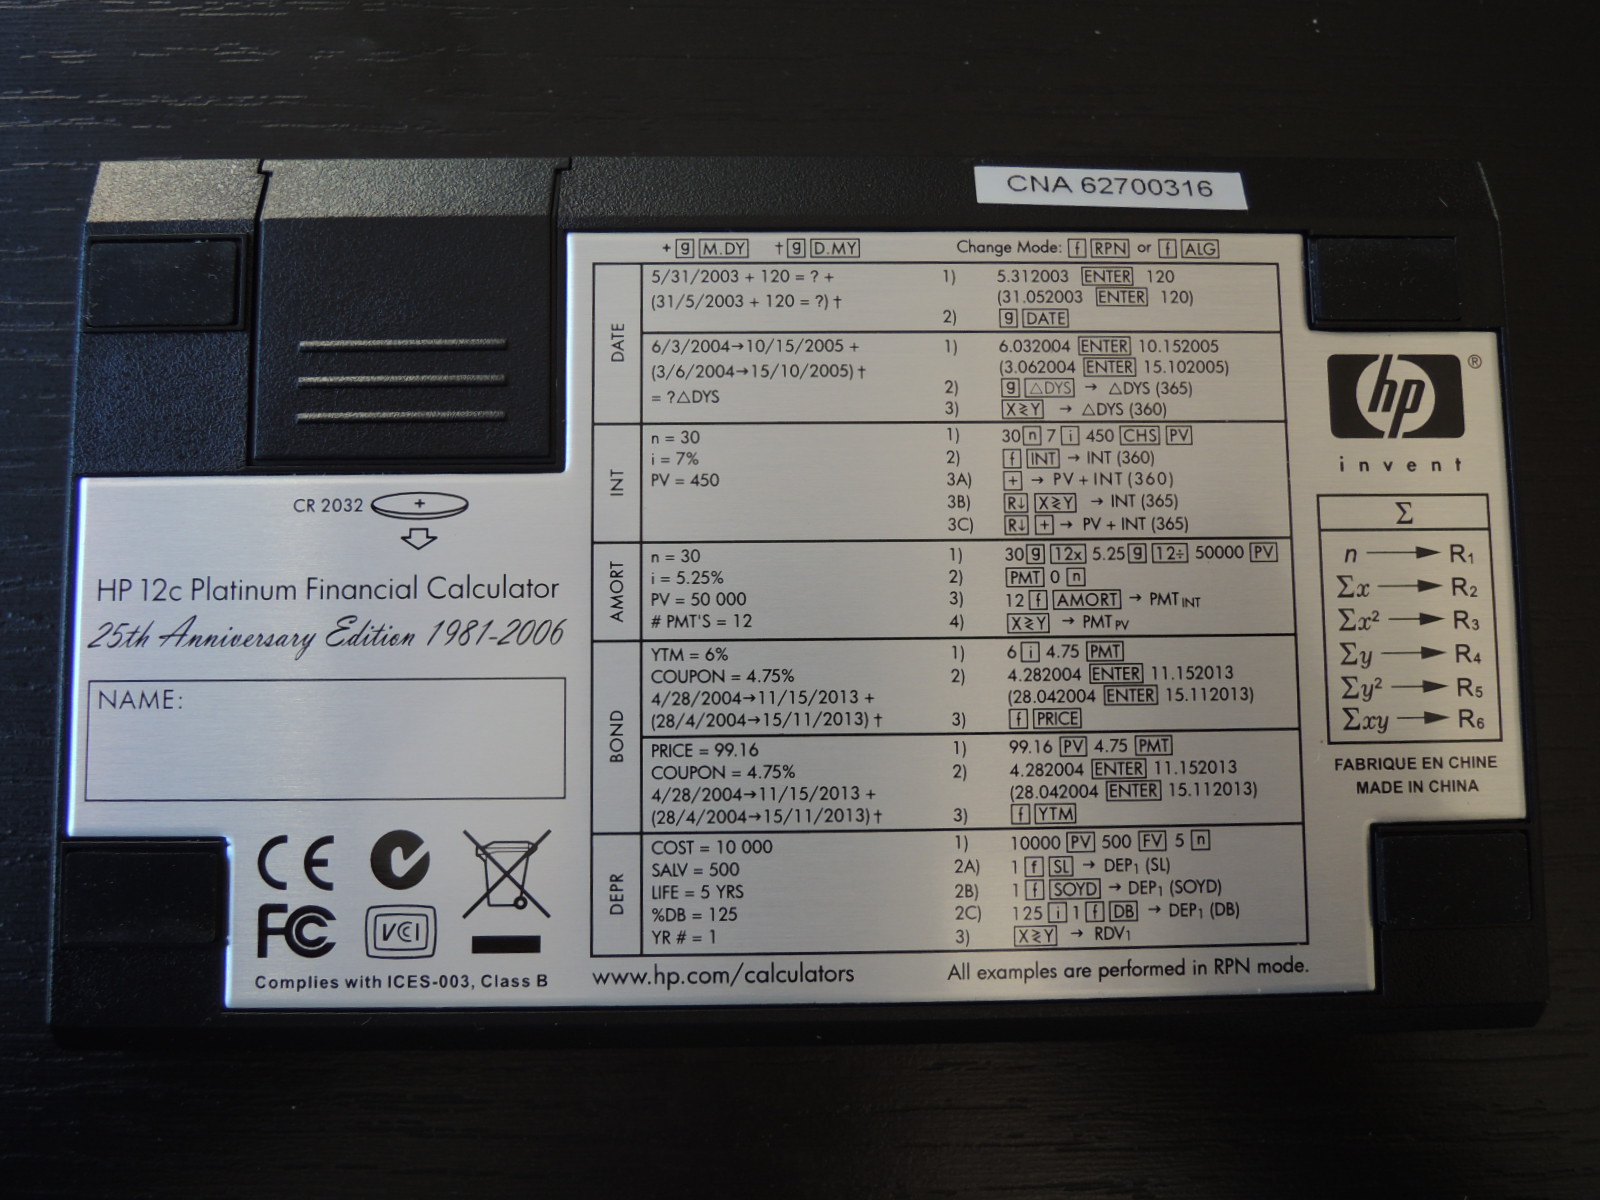 CNA 62700316
+ g M.DY † g D.MY Change Mode: f RPN or f ALG
DATE
5/31/2003 + 120 = ? + 1) 5.312003 ENTER 120
(31/5/2003 + 120 = ?) † (31.052003 ENTER 120)
2) g DATE
6/3/2004→10/15/2005 + 1) 6.032004 ENTER 10.152005
(3/6/2004→15/10/2005) † (3.062004 ENTER 15.102005)
= ?△DYS 2) g △DYS → △DYS (365)
3) X≷Y → △DYS (360)
INT
n = 30 1) 30 n 7 i 450 CHS PV
i = 7% 2) f INT → INT (360)
PV = 450 3A) + → PV + INT (360)
3B) R↓ X≷Y → INT (365)
3C) R↓ + → PV + INT (365)
AMORT
n = 30 1) 30 g 12x 5.25 g 12÷ 50000 PV
i = 5.25% 2) PMT 0 n
PV = 50 000 3) 12 f AMORT → PMT INT
# PMT'S = 12 4) X≷Y → PMT PV
BOND
YTM = 6% 1) 6 i 4.75 PMT
COUPON = 4.75% 2) 4.282004 ENTER 11.152013
4/28/2004→11/15/2013 + (28.042004 ENTER 15.112013)
(28/4/2004→15/11/2013) † 3) f PRICE
PRICE = 99.16 1) 99.16 PV 4.75 PMT
COUPON = 4.75% 2) 4.282004 ENTER 11.152013
4/28/2004→11/15/2013 + (28.042004 ENTER 15.112013)
(28/4/2004→15/11/2013) † 3) f YTM
DEPR
COST = 10 000 1) 10000 PV 500 FV 5 n
SALV = 500 2A) 1 f SL → DEP₁ (SL)
LIFE = 5 YRS 2B) 1 f SOYD → DEP₁ (SOYD)
%DB = 125 2C) 125 i 1 f DB → DEP₁ (DB)
YR # = 1 3) X≷Y → RDV₁
www.hp.com/calculators All examples are performed in RPN mode.
CR 2032 +
HP 12c Platinum Financial Calculator
25th Anniversary Edition 1981-2006
NAME:
CE
FC VCI
Complies with ICES-003, Class B
hp ®
invent
Σ
n → R₁
Σx → R₂
Σx² → R₃
Σy → R₄
Σy² → R₅
Σxy → R₆
FABRIQUE EN CHINE
MADE IN CHINA